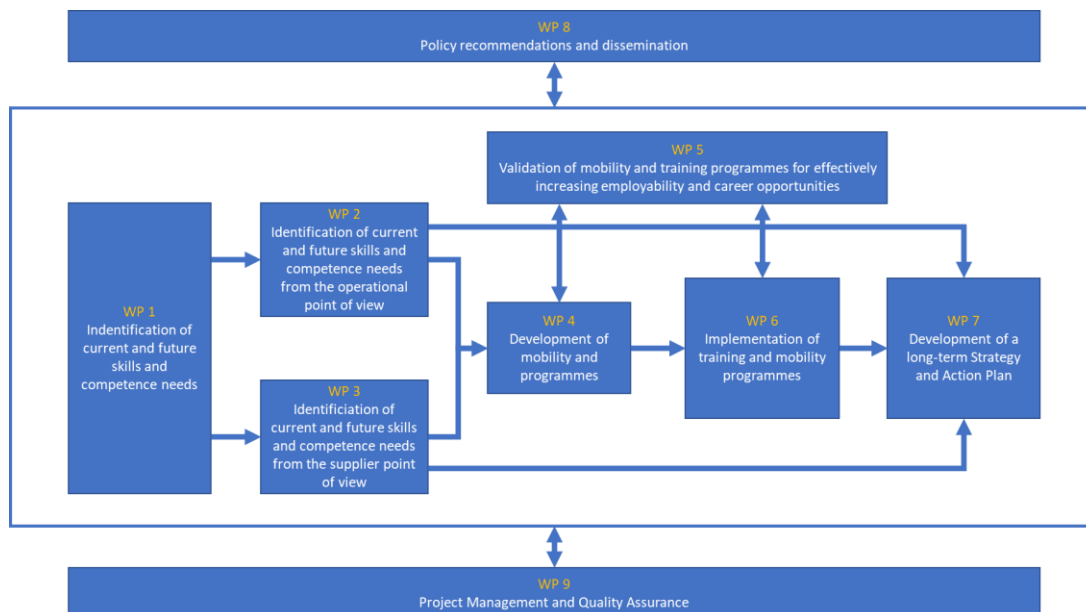 WP 8
Policy recommendations and dissemination
WP 5
Validation of mobility and training programmes for effectively
increasing employability and career opportunities
WP 1
Indentification of
current and future
skills and
competence needs
WP 2
Identification of current
and future skills and
competence needs
from the operational
point of view
WP 3
Identificiation of
current and future skills
and competence needs
from the supplier point
of view
WP 4
Development of
mobility and
programmes
WP 6
Implementation of
training and mobility
programmes
WP 7
Development of a
long-term Strategy
and Action Plan
WP 9
Project Management and Quality Assurance